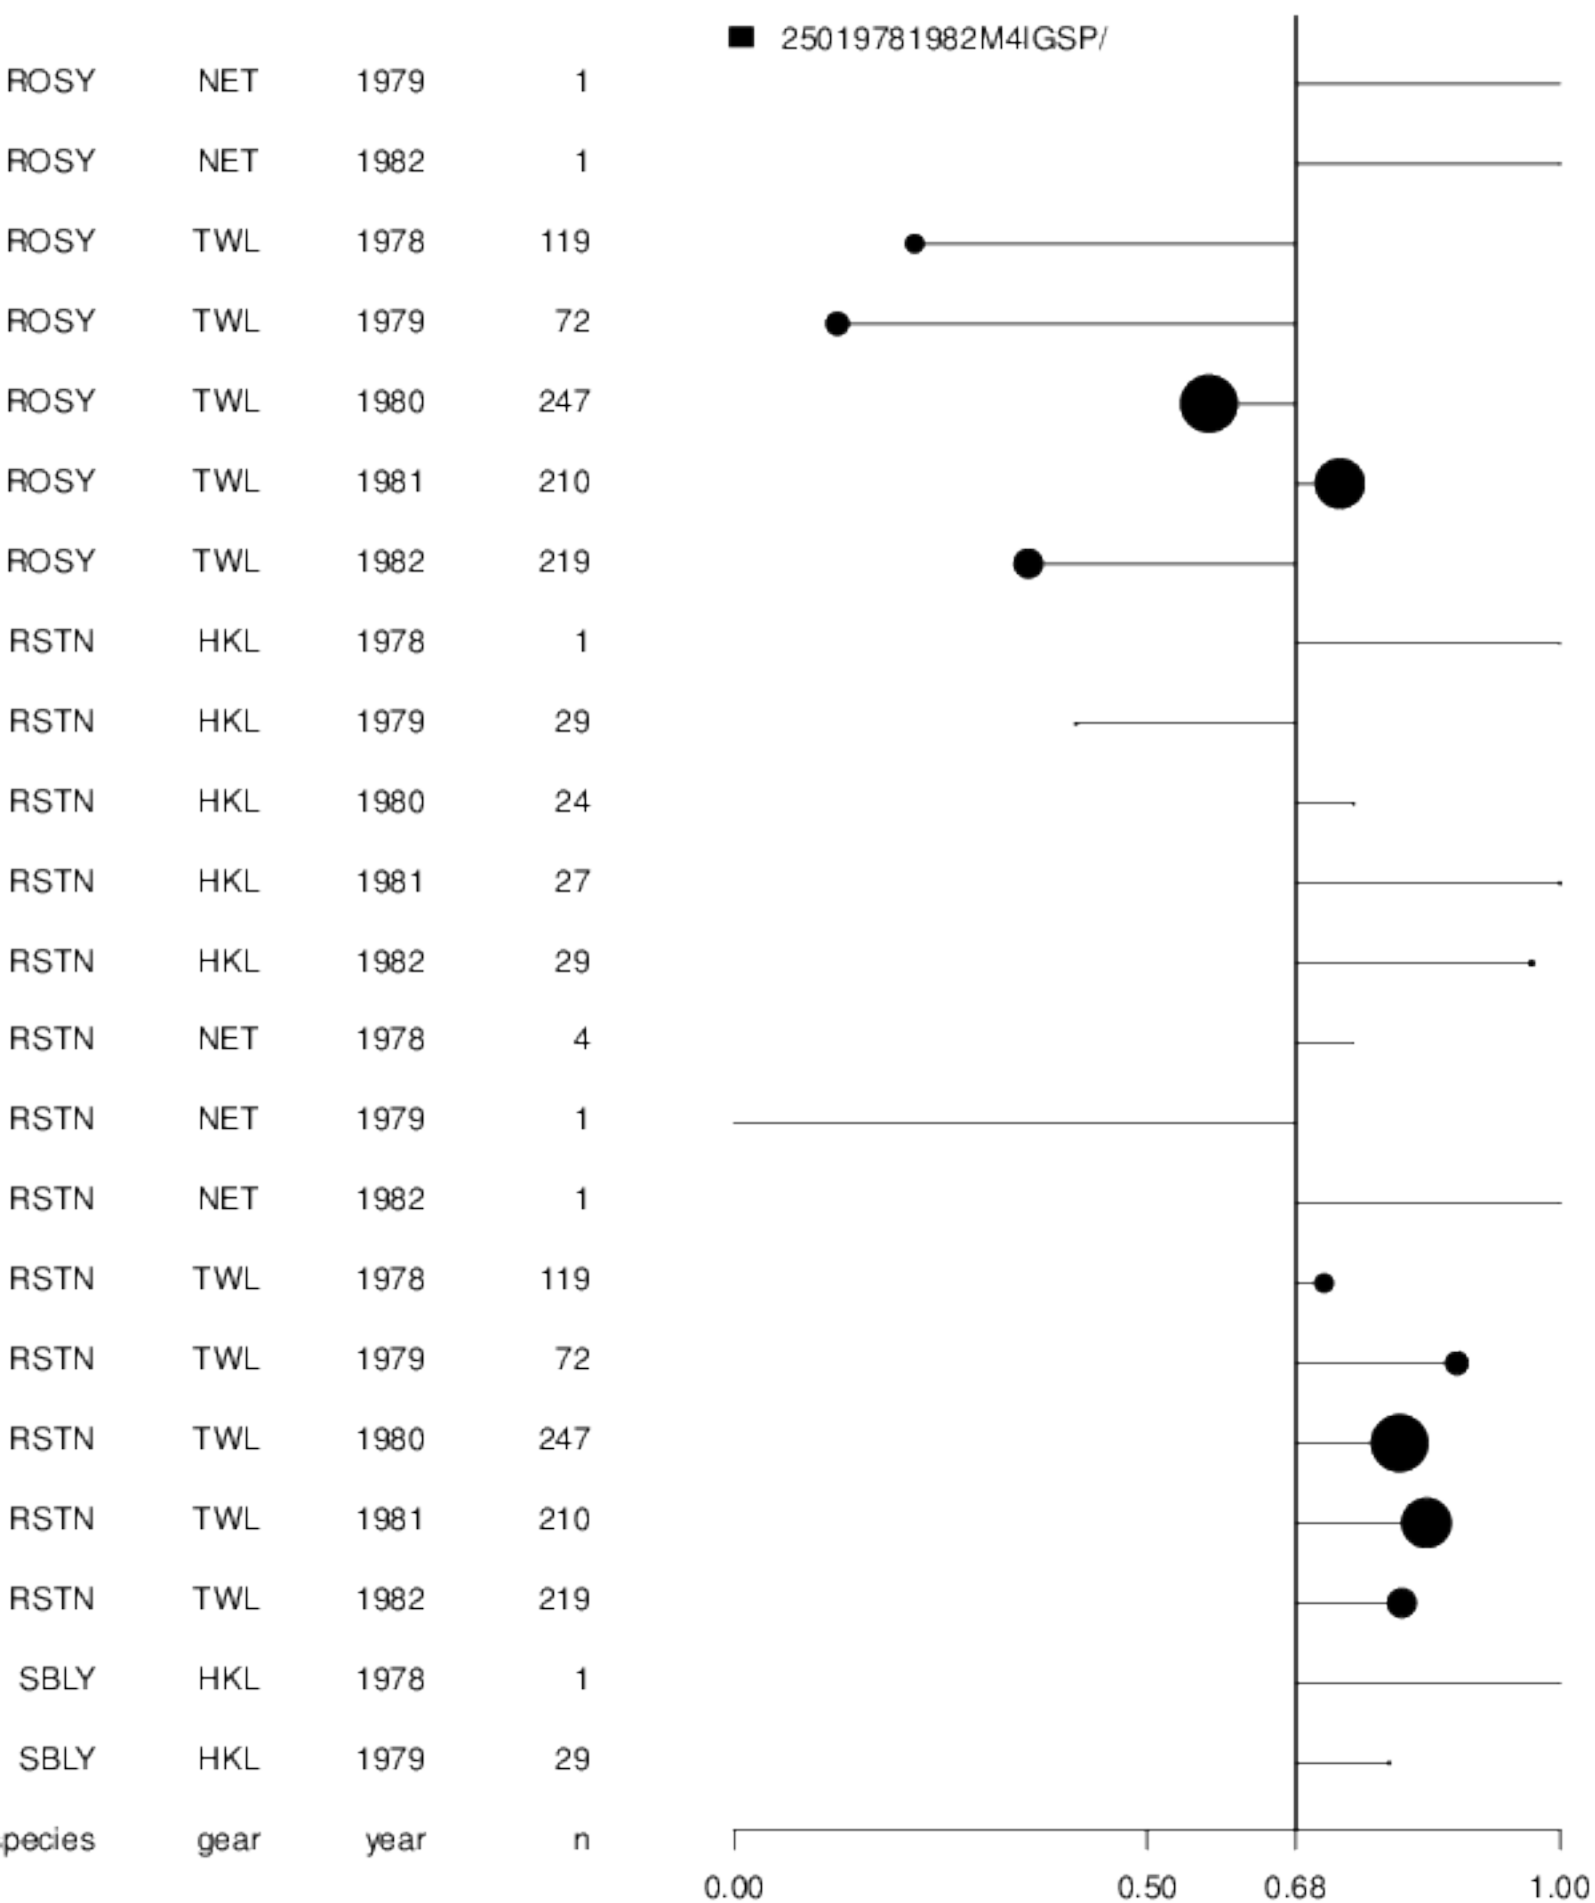 25019781982M4IGSP/
ROSY NET 1979 1
ROSY NET 1982 1
ROSY TWL 1978 119
ROSY TWL 1979 72
ROSY TWL 1980 247
ROSY TWL 1981 210
ROSY TWL 1982 219
RSTN HKL 1978 1
RSTN HKL 1979 29
RSTN HKL 1980 24
RSTN HKL 1981 27
RSTN HKL 1982 29
RSTN NET 1978 4
RSTN NET 1979 1
RSTN NET 1982 1
RSTN TWL 1978 119
RSTN TWL 1979 72
RSTN TWL 1980 247
RSTN TWL 1981 210
RSTN TWL 1982 219
SBLY HKL 1978 1
SBLY HKL 1979 29
pecies gear year n
0.00 0.50 0.68 1.00